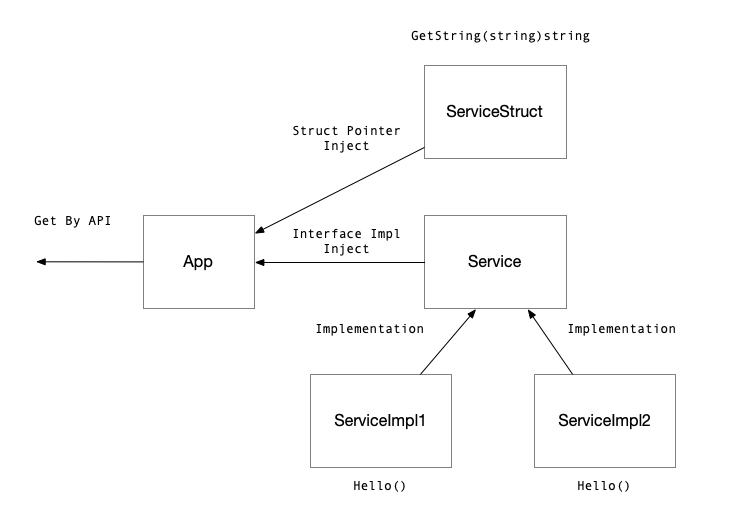 GetString(string)string
ServiceStruct
Struct Pointer
Inject
Get By API
App
Interface Impl
Inject
Service
Implementation
Implementation
ServiceImpl1
ServiceImpl2
Hello()
Hello()